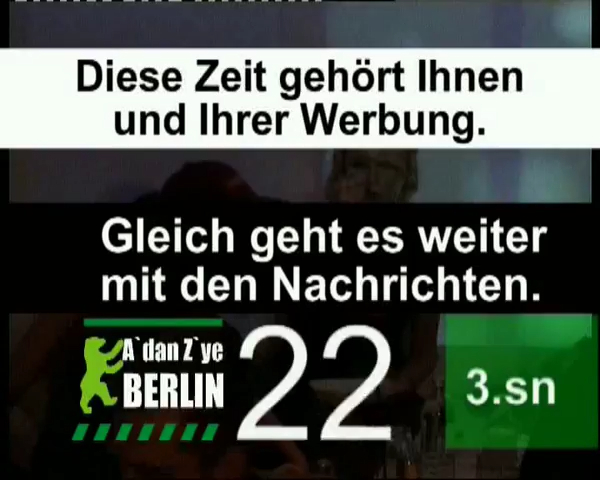 Diese Zeit gehört Ihnen
und Ihrer Werbung.
Gleich geht es weiter
mit den Nachrichten.
A`dan Z`ye
BERLIN
22
3.sn